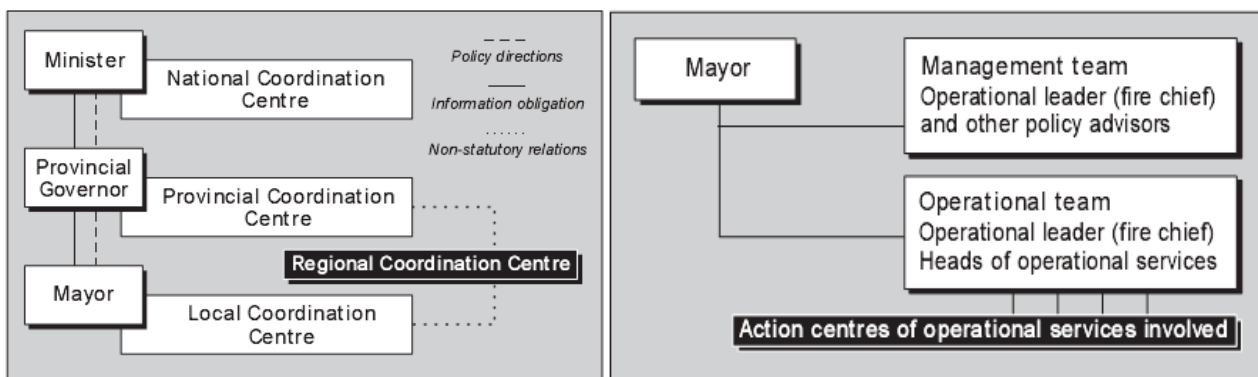 Minister
National Coordination
Centre
Policy directions
Information obligation
Non-statutory relations
Provincial
Governor
Provincial Coordination
Centre
Regional Coordination Centre
Mayor
Local Coordination
Centre
Mayor
Management team
Operational leader (fire chief)
and other policy advisors
Operational team
Operational leader (fire chief)
Heads of operational services
Action centres of operational services involved